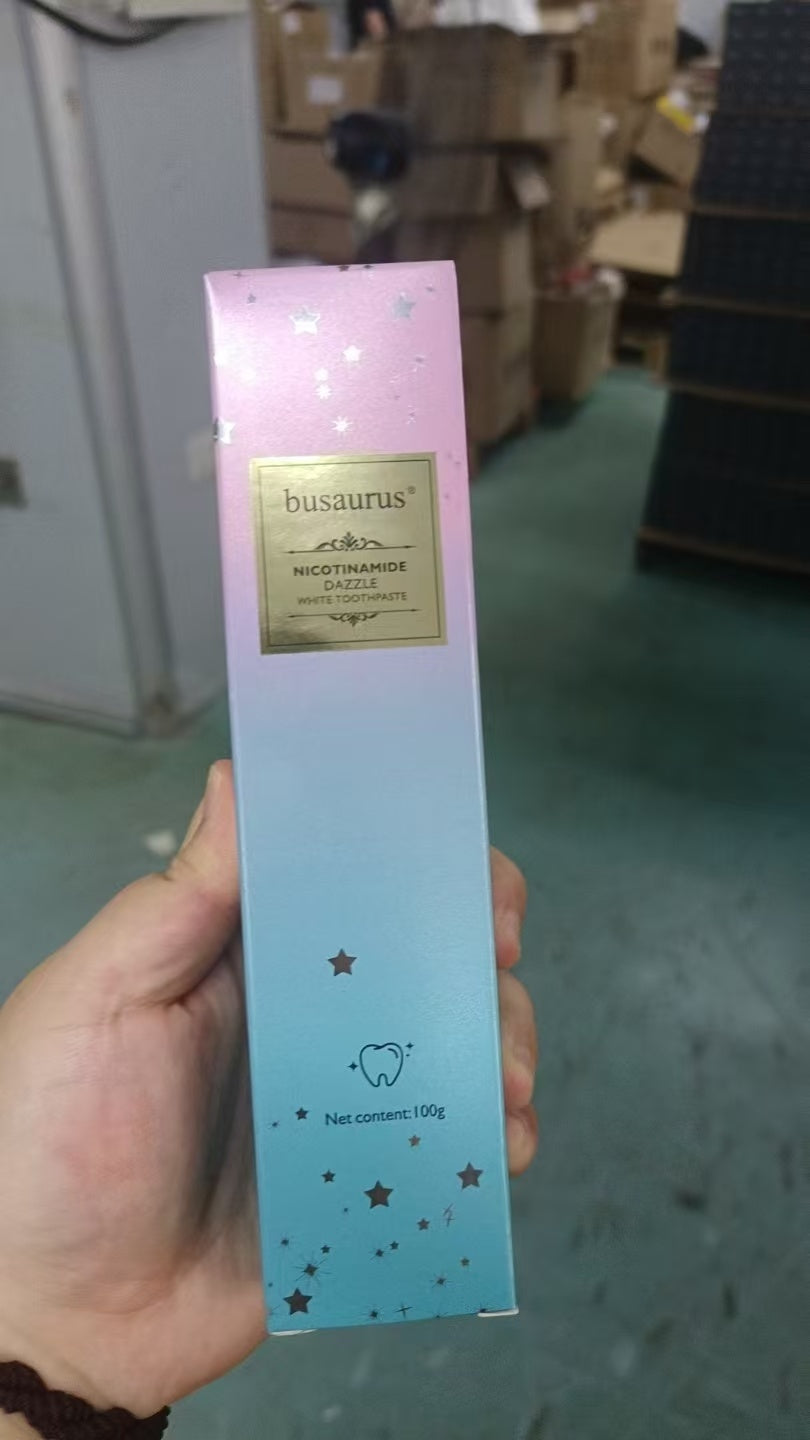 busaurus®
NICOTINAMIDE
DAZZLE
WHITE TOOTHPASTE
Net content:100g